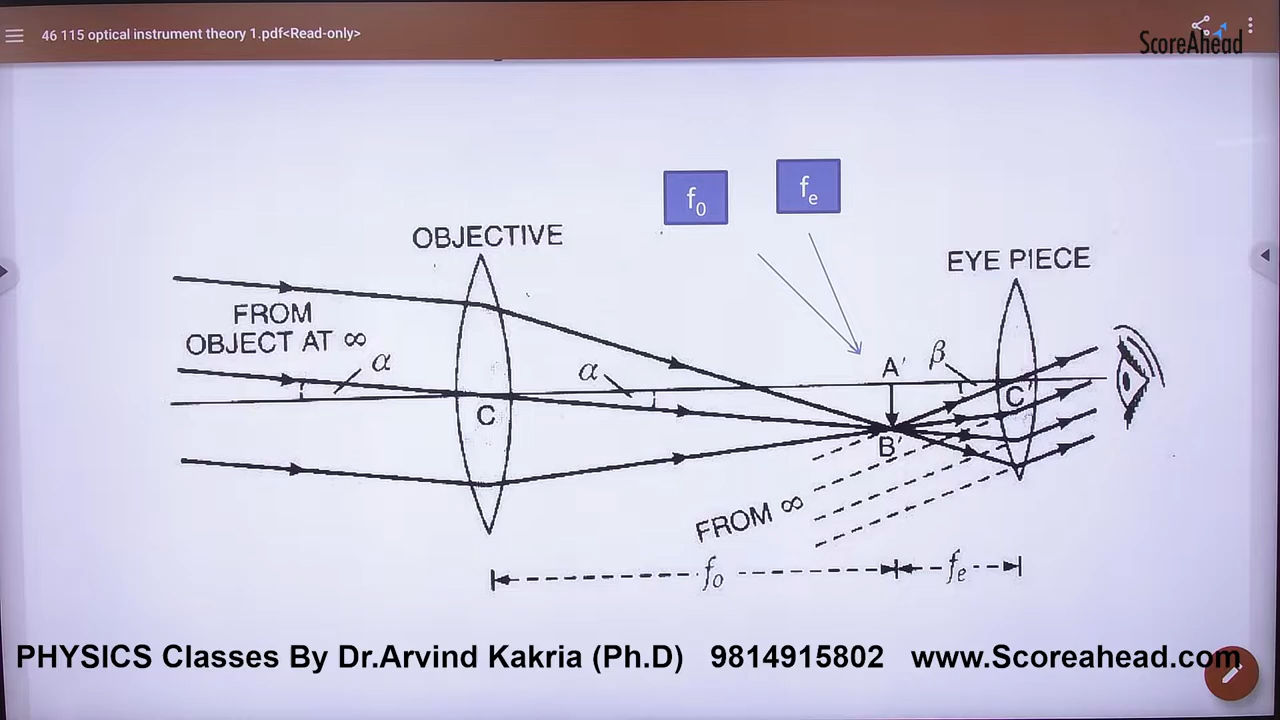 46 115 optical instrument theory 1.pdf<Read-only>
ScoreAhead
f0
fe
OBJECTIVE
EYE PIECE
FROM
OBJECT AT ∞
α
α
β
A′
C
C′
B′
FROM ∞
fo
fe
PHYSICS Classes By Dr.Arvind Kakria (Ph.D) 9814915802 www.Scoreahead.com